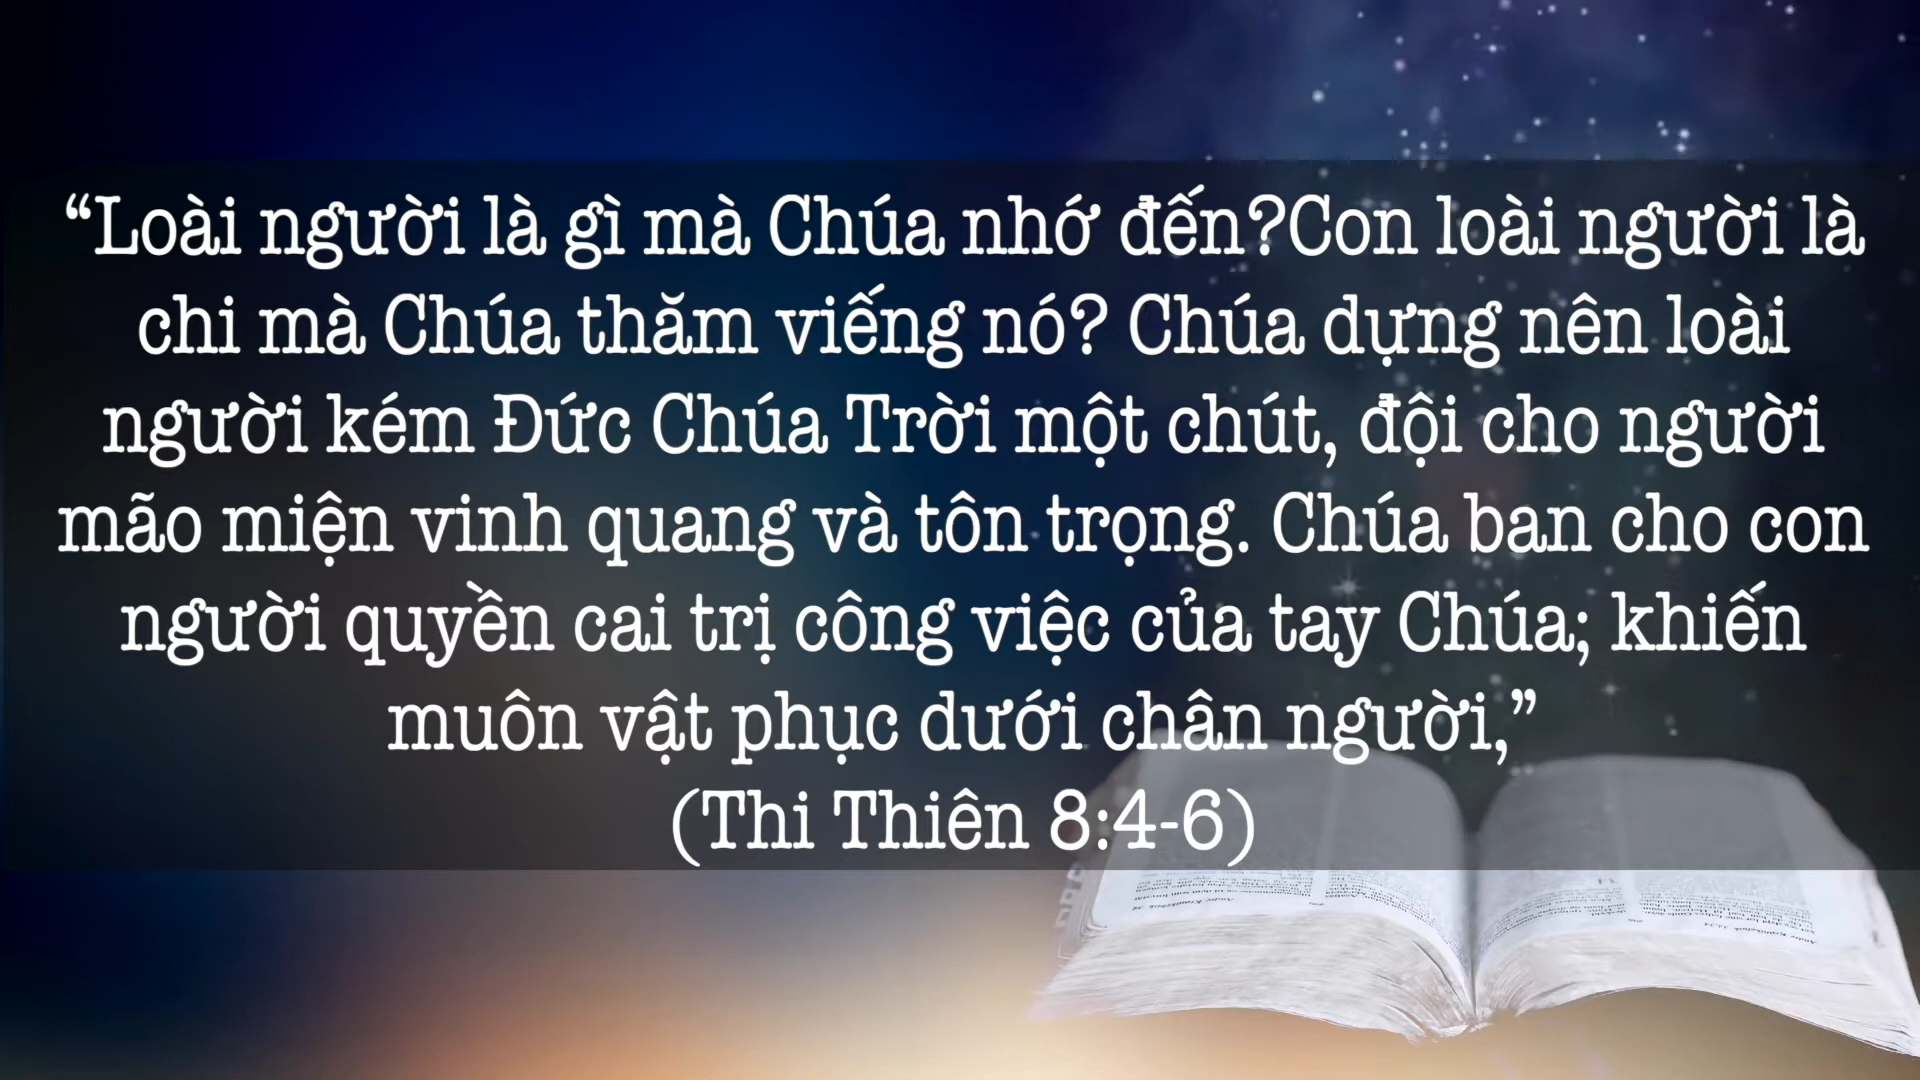 “Loài người là gì mà Chúa nhớ đến?Con loài người là
chi mà Chúa thăm viếng nó? Chúa dựng nên loài
người kém Đức Chúa Trời một chút, đội cho người
mão miện vinh quang và tôn trọng. Chúa ban cho con
người quyền cai trị công việc của tay Chúa; khiến
muôn vật phục dưới chân người,”
(Thi Thiên 8:4-6)